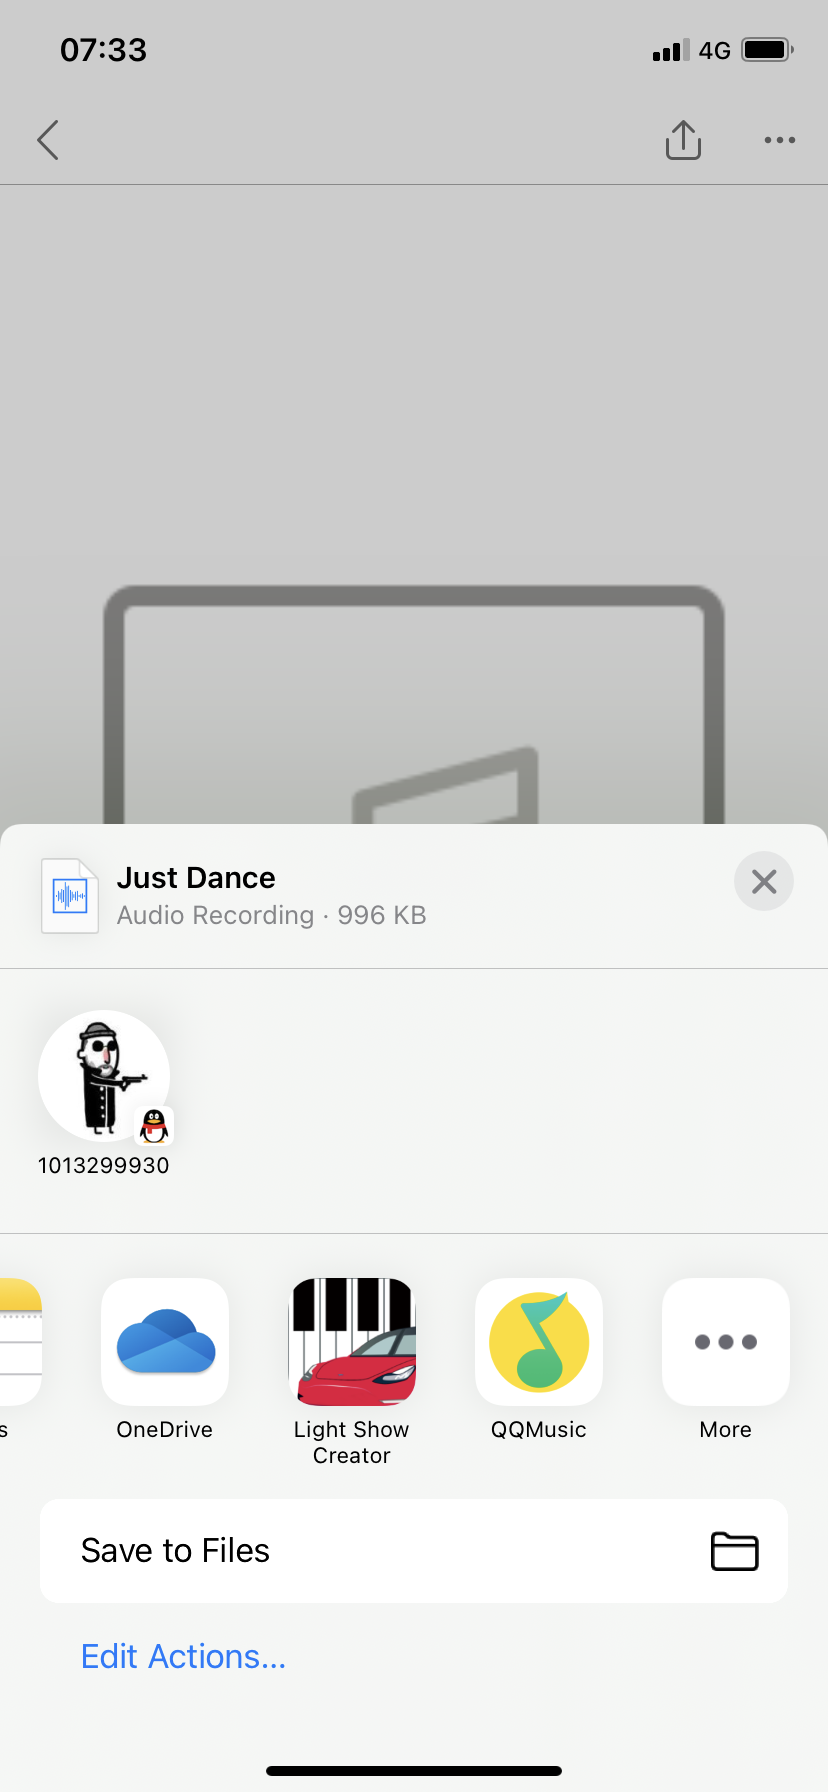 07:33
4G
Just Dance
Audio Recording · 996 KB
1013299930
s
OneDrive
Light Show
Creator
QQMusic
More
Save to Files
Edit Actions...